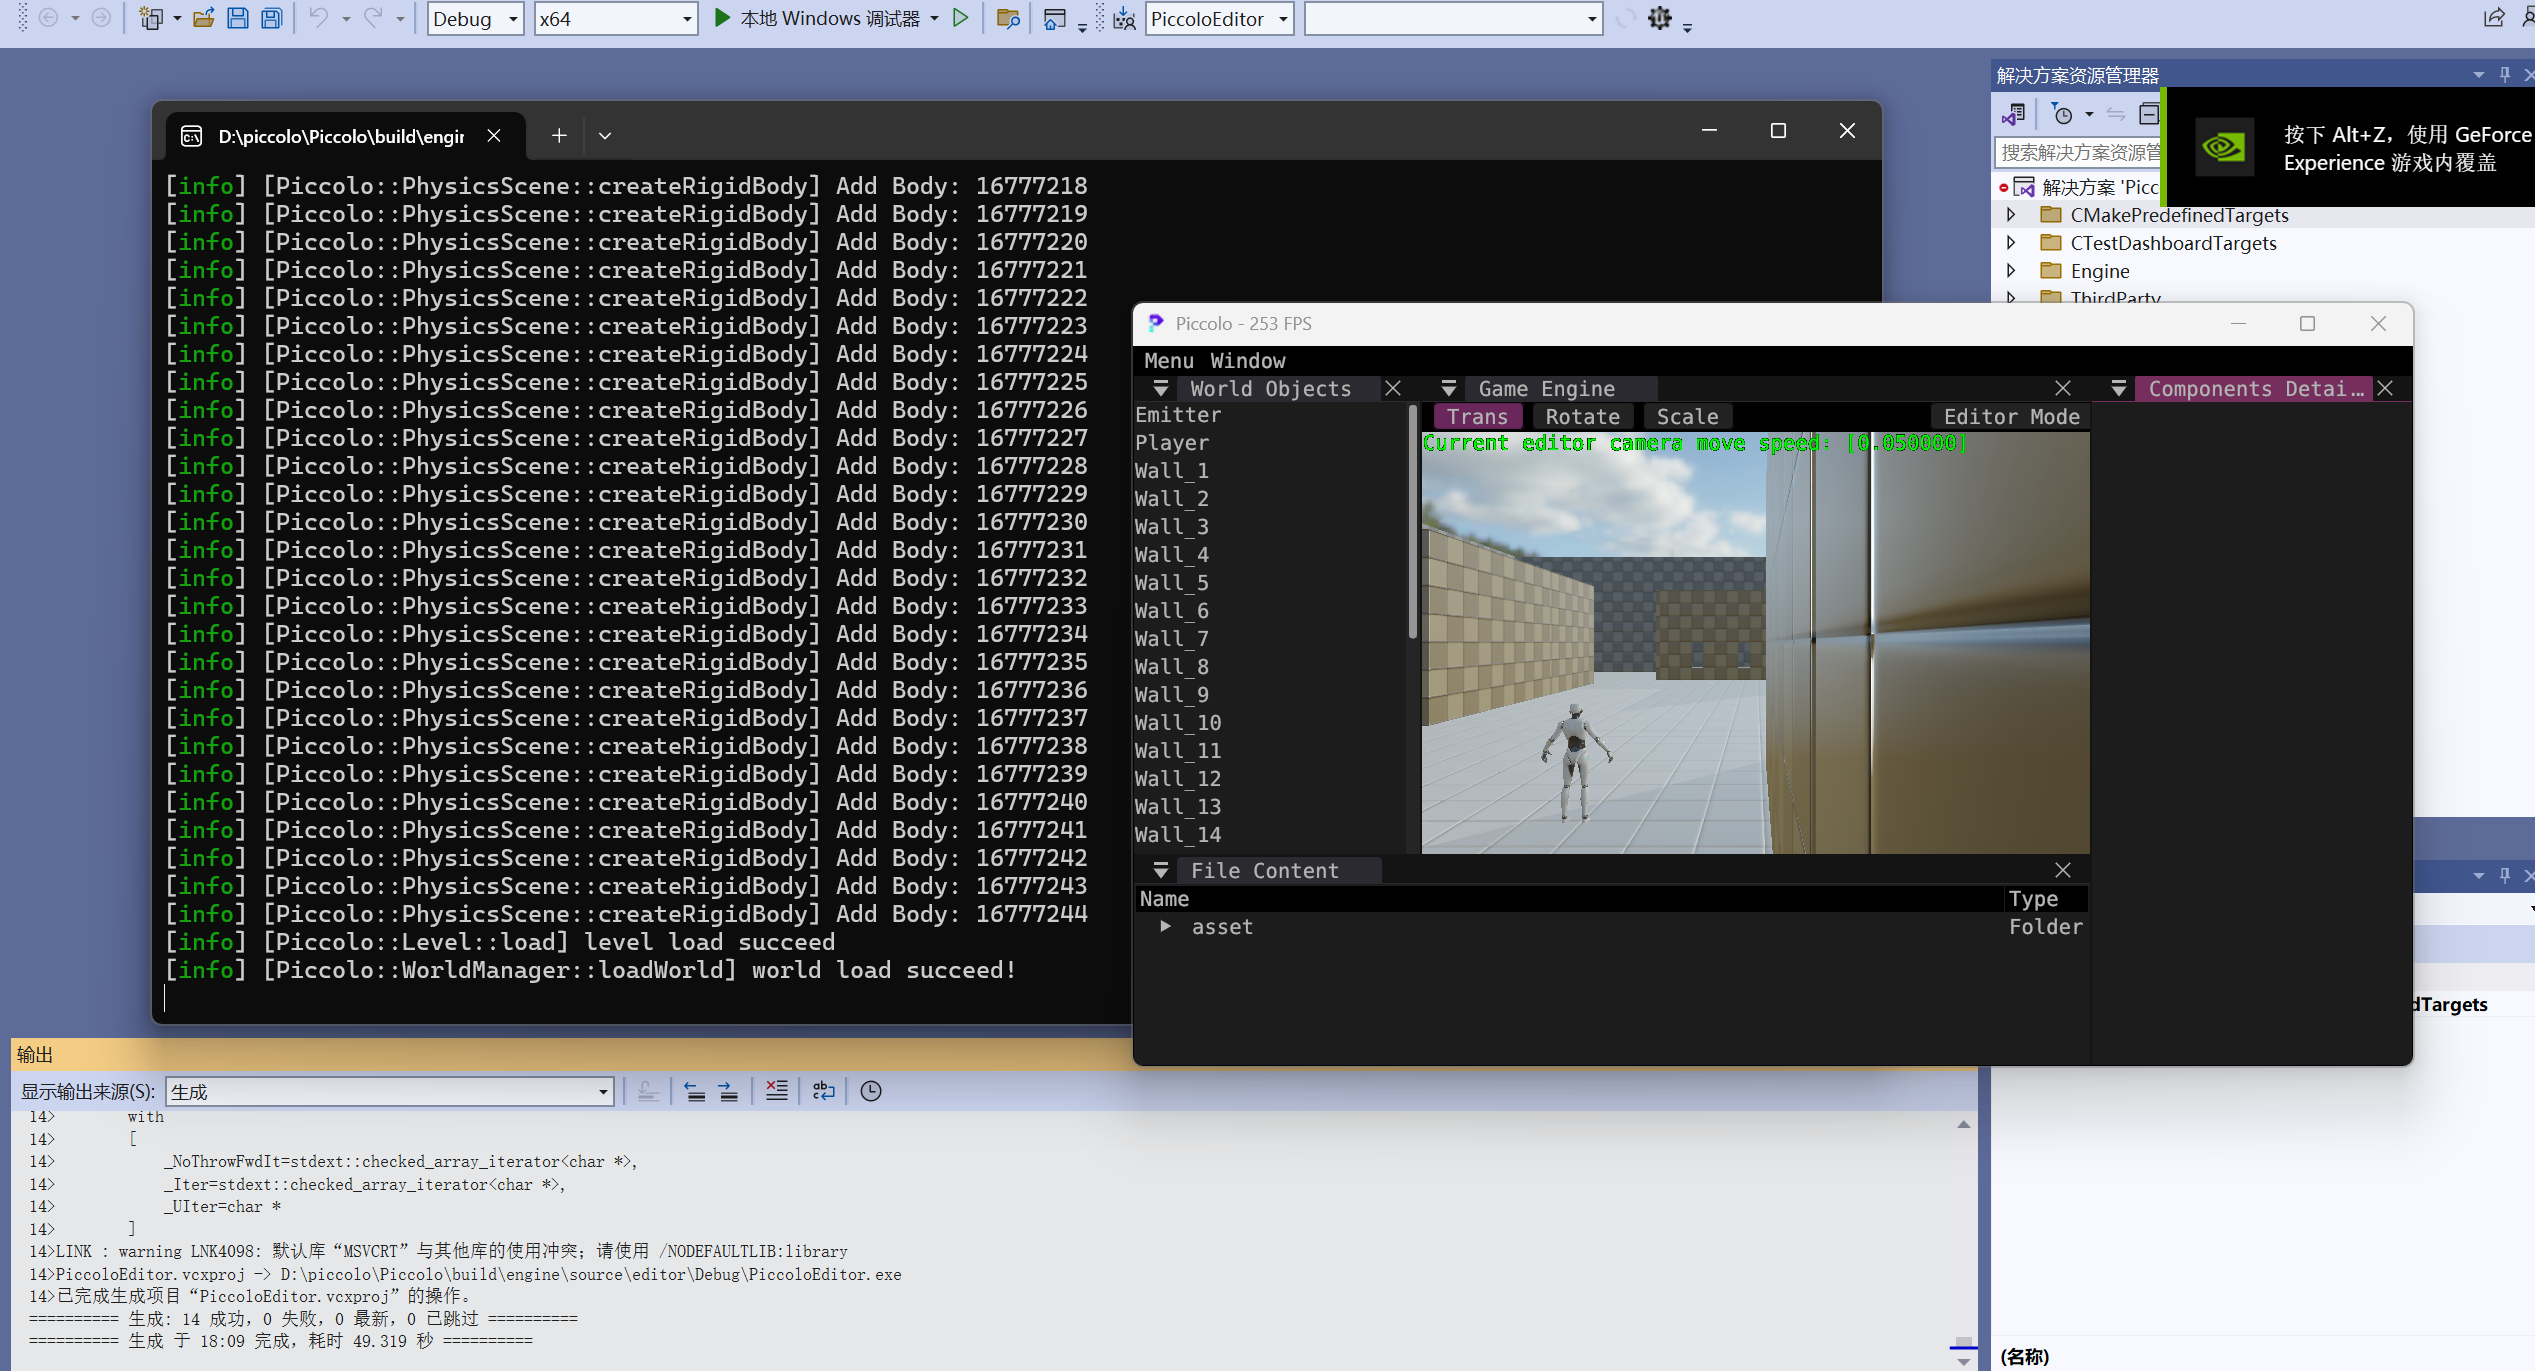 Debug
x64
本地 Windows 调试器
PiccoloEditor
解决方案资源管理器
按下 Alt+Z，使用 GeForce
Experience 游戏内覆盖
搜索解决方案资源管
解决方案 'Picc
CMakePredefinedTargets
CTestDashboardTargets
Engine
ThirdParty
D:\piccolo\Piccolo\build\engin
[info] [Piccolo::PhysicsScene::createRigidBody] Add Body: 16777218
[info] [Piccolo::PhysicsScene::createRigidBody] Add Body: 16777219
[info] [Piccolo::PhysicsScene::createRigidBody] Add Body: 16777220
[info] [Piccolo::PhysicsScene::createRigidBody] Add Body: 16777221
[info] [Piccolo::PhysicsScene::createRigidBody] Add Body: 16777222
[info] [Piccolo::PhysicsScene::createRigidBody] Add Body: 16777223
[info] [Piccolo::PhysicsScene::createRigidBody] Add Body: 16777224
[info] [Piccolo::PhysicsScene::createRigidBody] Add Body: 16777225
[info] [Piccolo::PhysicsScene::createRigidBody] Add Body: 16777226
[info] [Piccolo::PhysicsScene::createRigidBody] Add Body: 16777227
[info] [Piccolo::PhysicsScene::createRigidBody] Add Body: 16777228
[info] [Piccolo::PhysicsScene::createRigidBody] Add Body: 16777229
[info] [Piccolo::PhysicsScene::createRigidBody] Add Body: 16777230
[info] [Piccolo::PhysicsScene::createRigidBody] Add Body: 16777231
[info] [Piccolo::PhysicsScene::createRigidBody] Add Body: 16777232
[info] [Piccolo::PhysicsScene::createRigidBody] Add Body: 16777233
[info] [Piccolo::PhysicsScene::createRigidBody] Add Body: 16777234
[info] [Piccolo::PhysicsScene::createRigidBody] Add Body: 16777235
[info] [Piccolo::PhysicsScene::createRigidBody] Add Body: 16777236
[info] [Piccolo::PhysicsScene::createRigidBody] Add Body: 16777237
[info] [Piccolo::PhysicsScene::createRigidBody] Add Body: 16777238
[info] [Piccolo::PhysicsScene::createRigidBody] Add Body: 16777239
[info] [Piccolo::PhysicsScene::createRigidBody] Add Body: 16777240
[info] [Piccolo::PhysicsScene::createRigidBody] Add Body: 16777241
[info] [Piccolo::PhysicsScene::createRigidBody] Add Body: 16777242
[info] [Piccolo::PhysicsScene::createRigidBody] Add Body: 16777243
[info] [Piccolo::PhysicsScene::createRigidBody] Add Body: 16777244
[info] [Piccolo::Level::load] level load succeed
[info] [Piccolo::WorldManager::loadWorld] world load succeed!
Piccolo - 253 FPS
Menu Window
World Objects
Emitter
Player
Wall_1
Wall_2
Wall_3
Wall_4
Wall_5
Wall_6
Wall_7
Wall_8
Wall_9
Wall_10
Wall_11
Wall_12
Wall_13
Wall_14
Game Engine
Trans Rotate Scale Editor Mode
Current editor camera move speed: [0.050000]
Components Detai...
File Content
Name Type
asset Folder
dTargets
(名称)
输出
显示输出来源(S): 生成
14> with
14> [
14> _NoThrowFwdIt=stdext::checked_array_iterator<char *>,
14> _Iter=stdext::checked_array_iterator<char *>,
14> _UIter=char *
14> ]
14>LINK : warning LNK4098: 默认库“MSVCRT”与其他库的使用冲突；请使用 /NODEFAULTLIB:library
14>PiccoloEditor.vcxproj -> D:\piccolo\Piccolo\build\engine\source\editor\Debug\PiccoloEditor.exe
14>已完成生成项目“PiccoloEditor.vcxproj”的操作。
========== 生成: 14 成功，0 失败，0 最新，0 已跳过 ==========
========== 生成 于 18:09 完成，耗时 49.319 秒 ==========